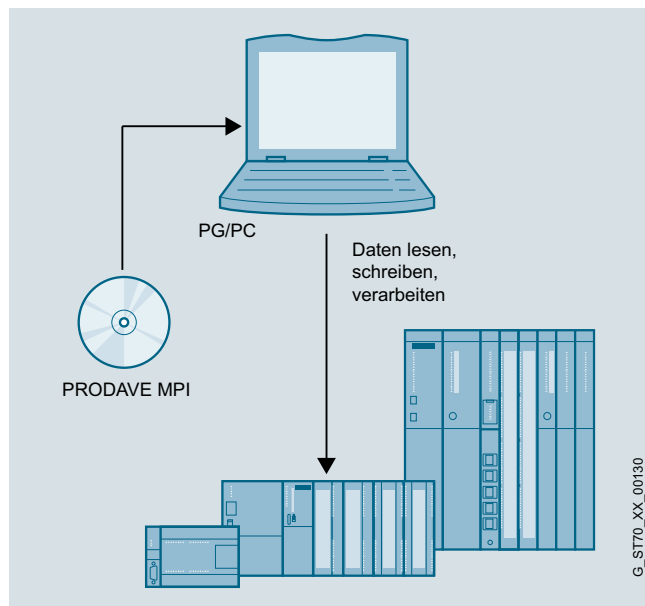 PG/PC
Daten lesen,
schreiben,
verarbeiten
PRODAVE MPI
G_ST70_XX_00130